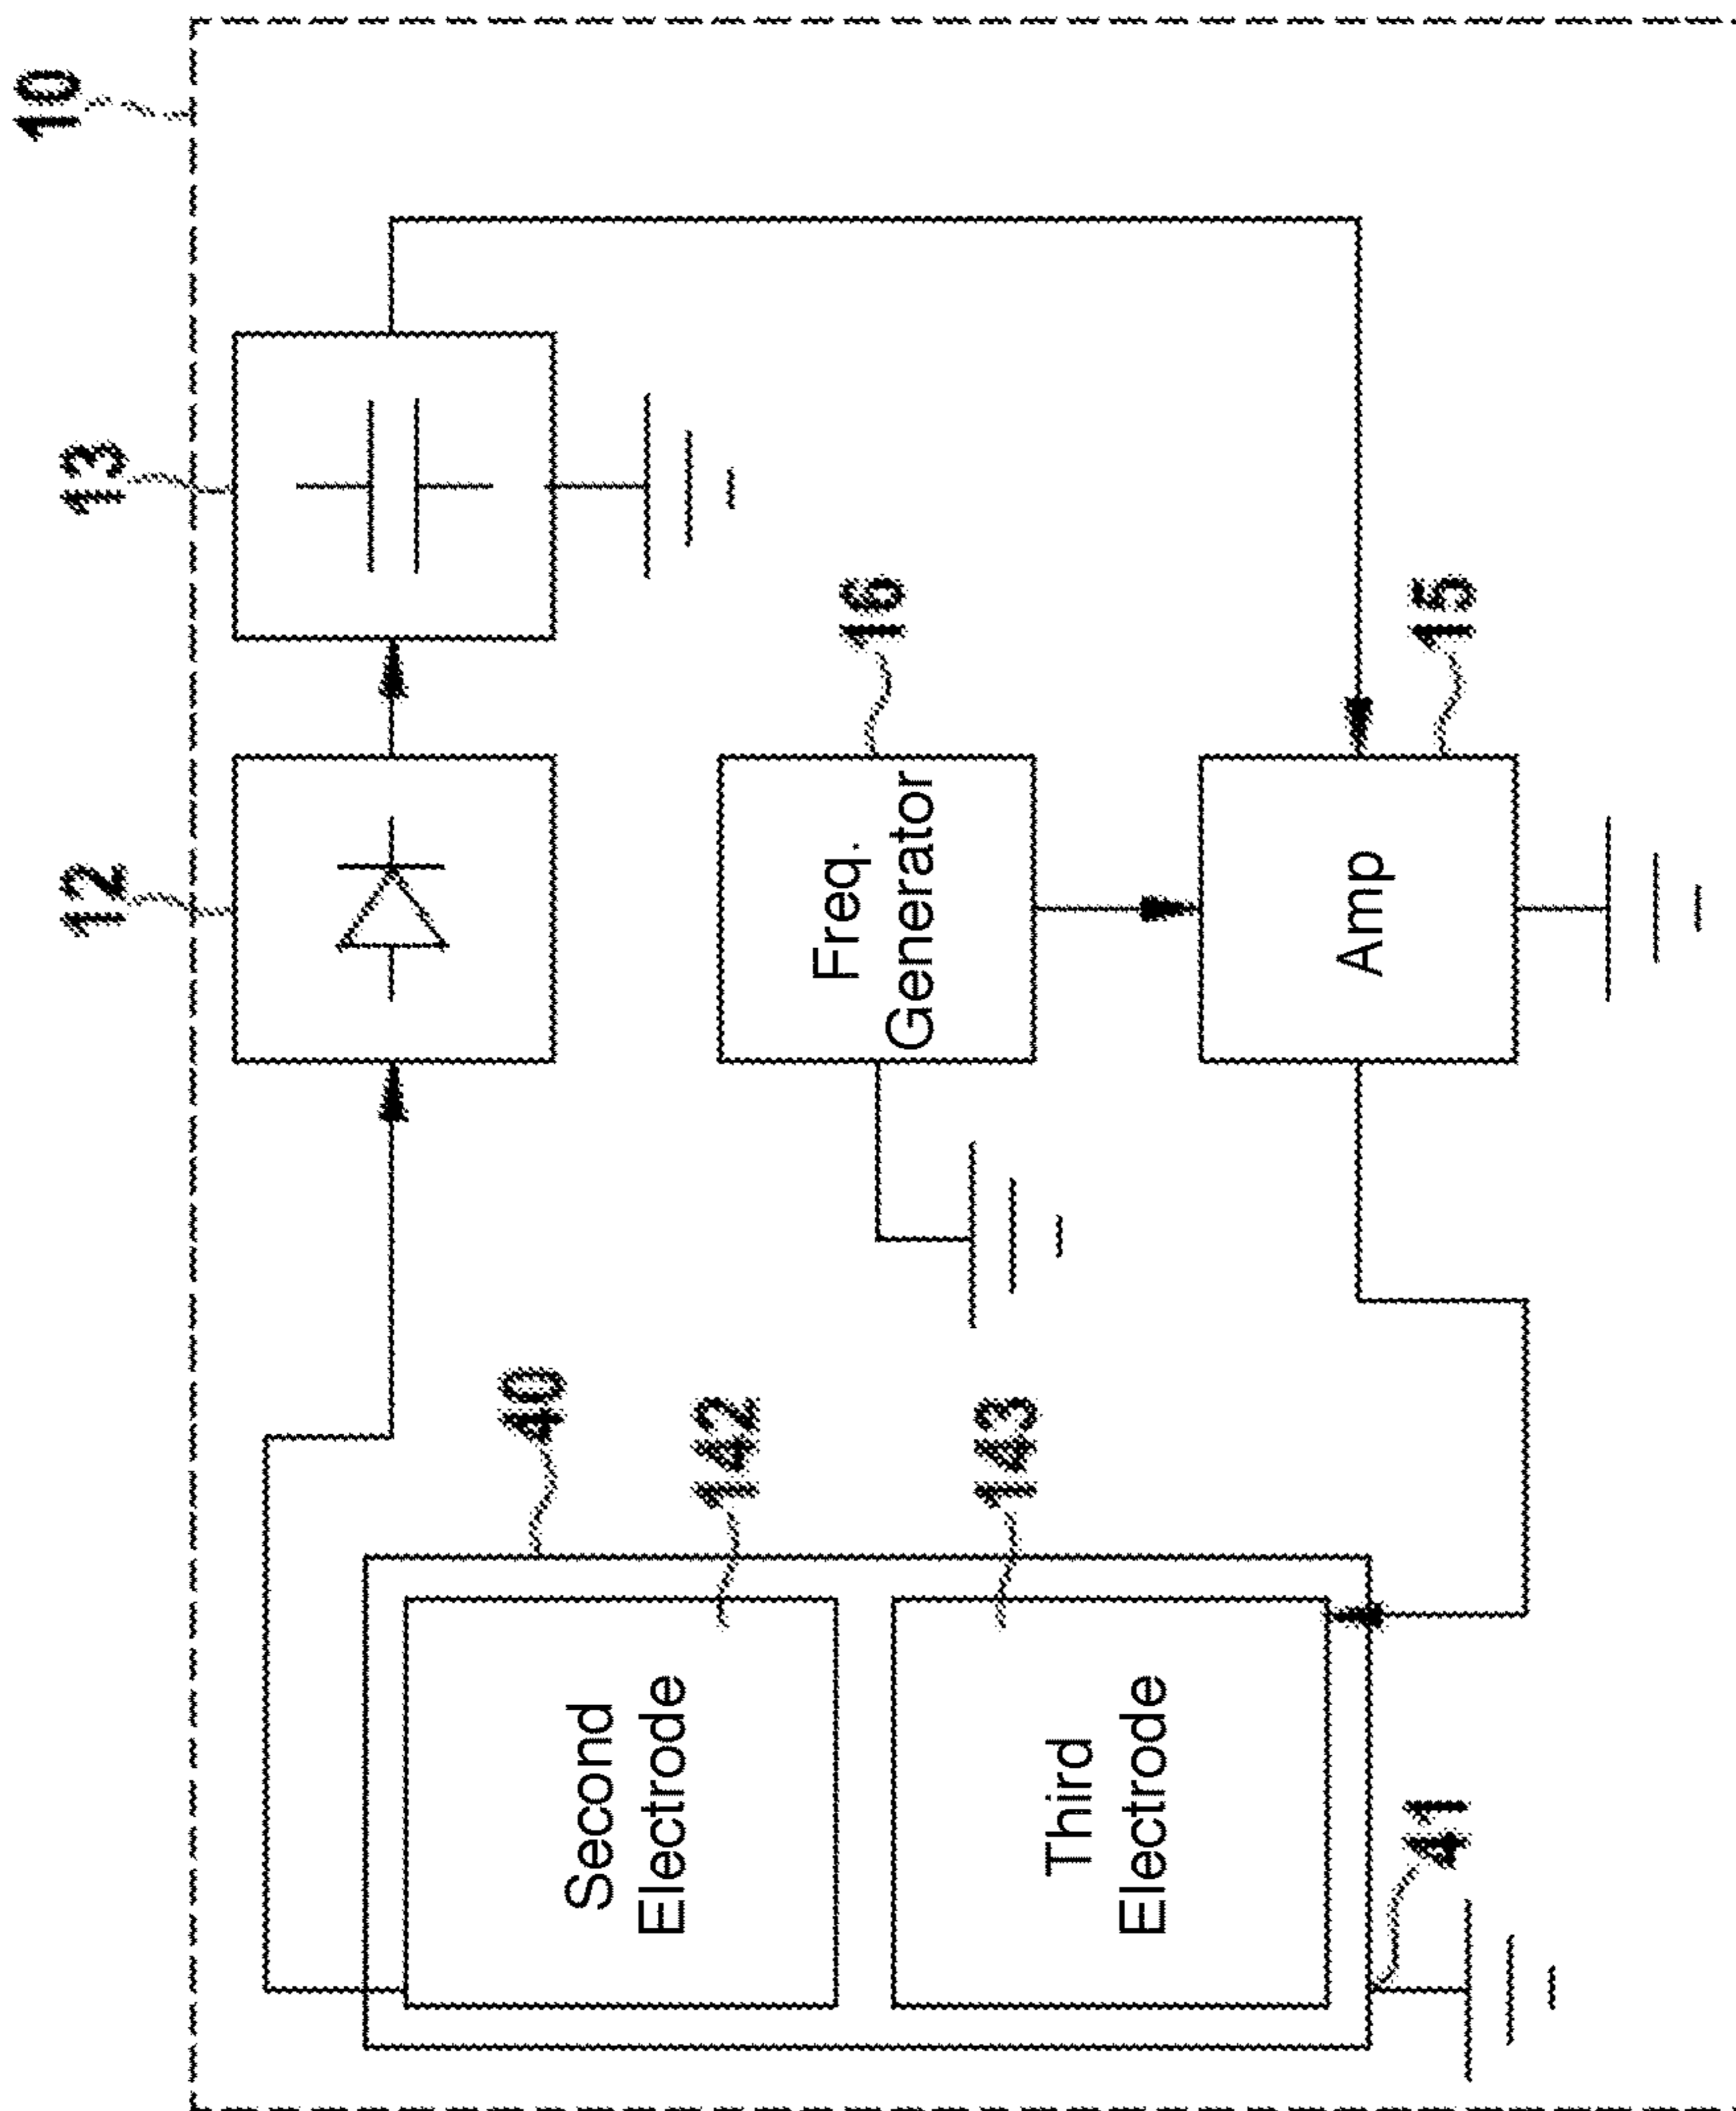 10
12
13
40
Second
Electrode
142
Freq.
Generator
16
143
Third
Electrode
Amp
41
15